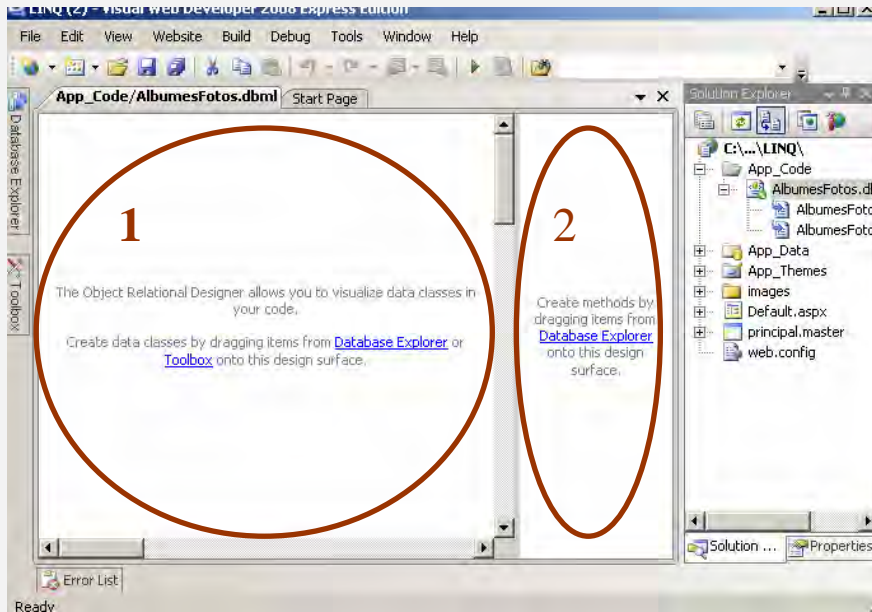 LINQ (2) - Visual Web Developer 2008 Express Edition
File Edit View Website Build Debug Tools Window Help
App_Code/AlbumesFotos.dbml Start Page
Database Explorer
Toolbox
1
The Object Relational Designer allows you to visualize data classes in
your code.
Create data classes by dragging items from Database Explorer or
Toolbox onto this design surface.
2
Create methods by
dragging items from
Database Explorer
onto this design
surface.
Solution Explorer
C:\...\LINQ\
App_Code
AlbumesFotos.d
AlbumesFoto
AlbumesFoto
App_Data
App_Themes
images
Default.aspx
principal.master
web.config
Solution ... Properties
Error List
Ready